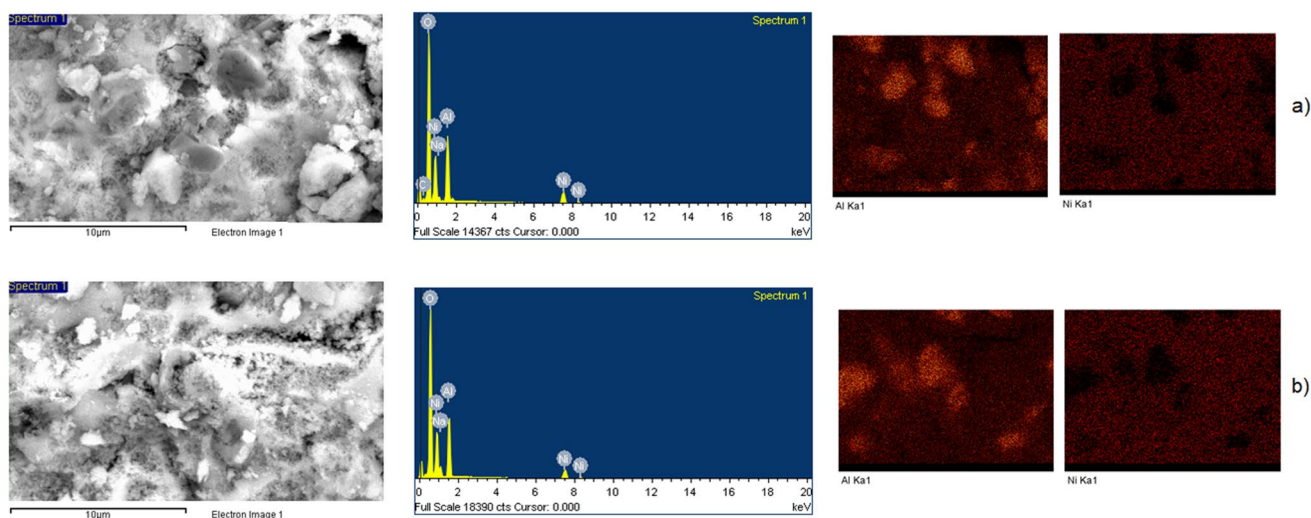 Spectrum 1
10μm
Electron Image 1
Spectrum 1
O
Ni
Al
Na
C
Ni
Ni
0 2 4 6 8 10 12 14 16 18 20
Full Scale 14367 cts Cursor: 0.000
keV
Al Ka1
Ni Ka1
a)
Spectrum 1
10μm
Electron Image 1
Spectrum 1
O
Al
Ni
Na
Ni
Ni
0 2 4 6 8 10 12 14 16 18 20
Full Scale 18390 cts Cursor: 0.000
keV
Al Ka1
Ni Ka1
b)